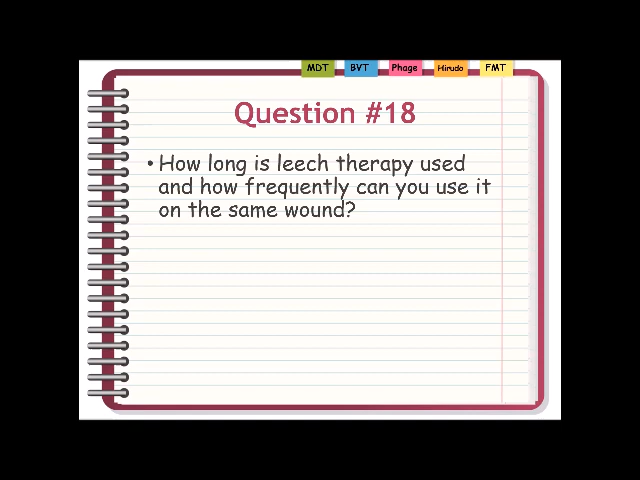 MDT BVT Phage Hirudo FMT
Question #18
• How long is leech therapy used
and how frequently can you use it
on the same wound?